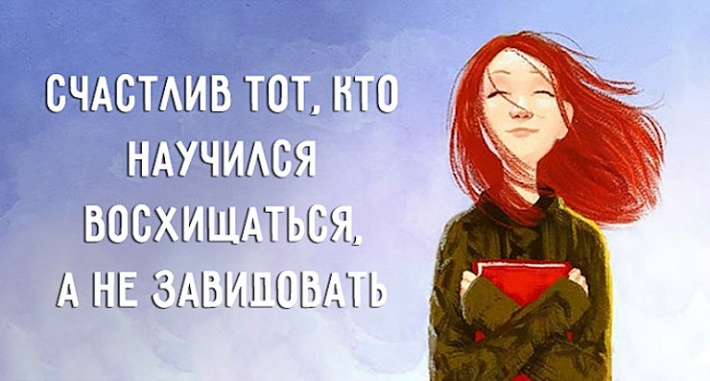 СЧАСТЛИВ ТОТ, КТО
НАУЧИЛСЯ
ВОСХИЩАТЬСЯ,
А НЕ ЗАВИДОВАТЬ